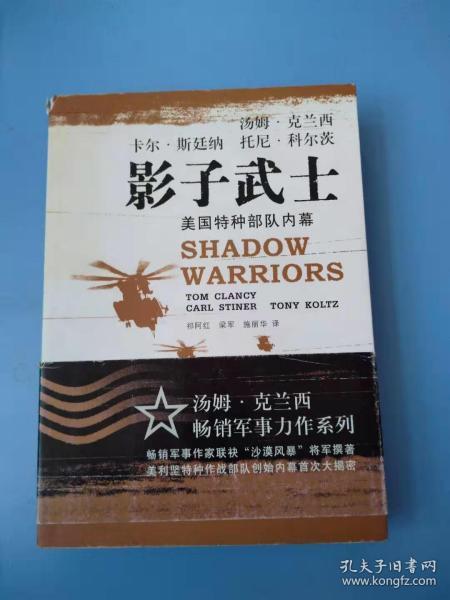 汤姆·克兰西
卡尔·斯廷纳 托尼·科尔茨
影子武士
美国特种部队内幕
SHADOW
WARRIORS
TOM CLANCY
CARL STINER TONY KOLTZ
祁阿红 梁军 施丽华 译
汤姆·克兰西
畅销军事力作系列
畅销军事作家联袂“沙漠风暴”将军撰著
美利坚特种作战部队创始内幕首次大揭密
孔夫子旧书网
www.kongfz.com